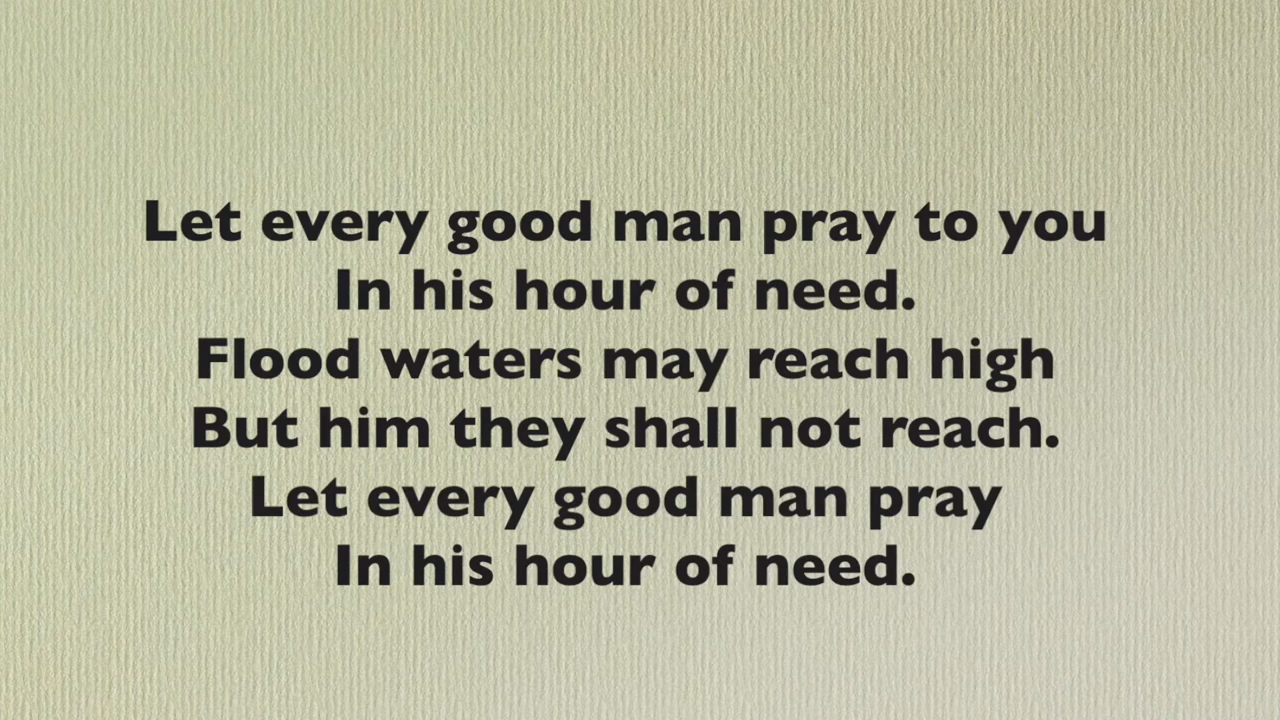 Let every good man pray to you
In his hour of need.
Flood waters may reach high
But him they shall not reach.
Let every good man pray
In his hour of need.